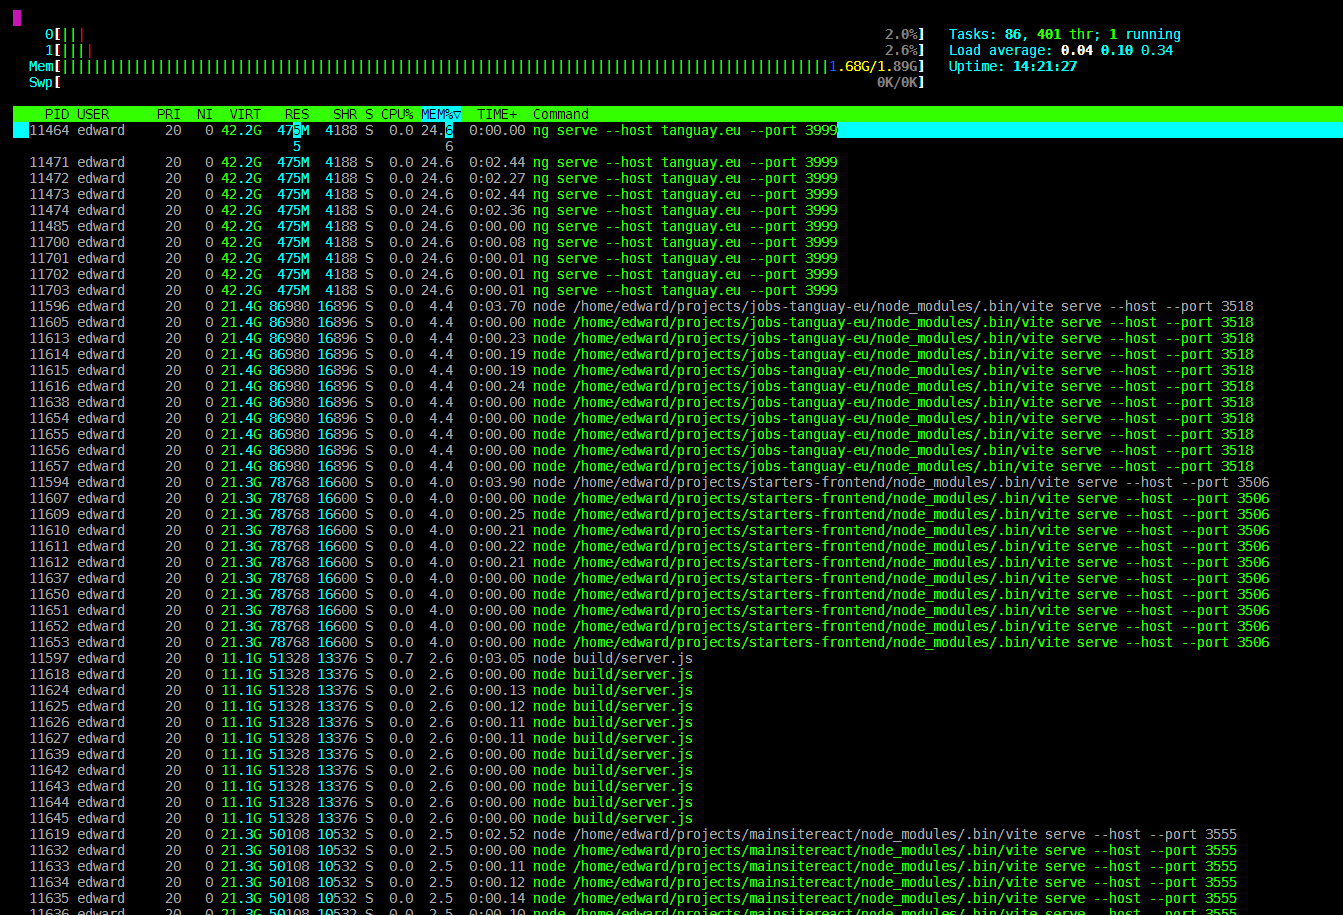 0[||| 2.0%] Tasks: 86, 401 thr; 1 running
1[|||| 2.6%] Load average: 0.04 0.10 0.34
Mem[||||||||||||||||||||||||||||||||||||||||||||||||||||||||||||||||||||||||||||||||||||||||||||||||1.68G/1.89G] Uptime: 14:21:27
Swp[ 0K/0K]
PID USER PRI NI VIRT RES SHR S CPU% MEM%▽ TIME+ Command
11464 edward 20 0 42.2G 475M 4188 S 0.0 24.6 0:00.00 ng serve --host tanguay.eu --port 3999
5 6
11471 edward 20 0 42.2G 475M 4188 S 0.0 24.6 0:02.44 ng serve --host tanguay.eu --port 3999
11472 edward 20 0 42.2G 475M 4188 S 0.0 24.6 0:02.27 ng serve --host tanguay.eu --port 3999
11473 edward 20 0 42.2G 475M 4188 S 0.0 24.6 0:02.44 ng serve --host tanguay.eu --port 3999
11474 edward 20 0 42.2G 475M 4188 S 0.0 24.6 0:02.36 ng serve --host tanguay.eu --port 3999
11485 edward 20 0 42.2G 475M 4188 S 0.0 24.6 0:00.00 ng serve --host tanguay.eu --port 3999
11700 edward 20 0 42.2G 475M 4188 S 0.0 24.6 0:00.08 ng serve --host tanguay.eu --port 3999
11701 edward 20 0 42.2G 475M 4188 S 0.0 24.6 0:00.01 ng serve --host tanguay.eu --port 3999
11702 edward 20 0 42.2G 475M 4188 S 0.0 24.6 0:00.01 ng serve --host tanguay.eu --port 3999
11703 edward 20 0 42.2G 475M 4188 S 0.0 24.6 0:00.01 ng serve --host tanguay.eu --port 3999
11596 edward 20 0 21.4G 86980 16896 S 0.0 4.4 0:03.70 node /home/edward/projects/jobs-tanguay-eu/node_modules/.bin/vite serve --host --port 3518
11605 edward 20 0 21.4G 86980 16896 S 0.0 4.4 0:00.00 node /home/edward/projects/jobs-tanguay-eu/node_modules/.bin/vite serve --host --port 3518
11613 edward 20 0 21.4G 86980 16896 S 0.0 4.4 0:00.23 node /home/edward/projects/jobs-tanguay-eu/node_modules/.bin/vite serve --host --port 3518
11614 edward 20 0 21.4G 86980 16896 S 0.0 4.4 0:00.19 node /home/edward/projects/jobs-tanguay-eu/node_modules/.bin/vite serve --host --port 3518
11615 edward 20 0 21.4G 86980 16896 S 0.0 4.4 0:00.19 node /home/edward/projects/jobs-tanguay-eu/node_modules/.bin/vite serve --host --port 3518
11616 edward 20 0 21.4G 86980 16896 S 0.0 4.4 0:00.24 node /home/edward/projects/jobs-tanguay-eu/node_modules/.bin/vite serve --host --port 3518
11638 edward 20 0 21.4G 86980 16896 S 0.0 4.4 0:00.00 node /home/edward/projects/jobs-tanguay-eu/node_modules/.bin/vite serve --host --port 3518
11654 edward 20 0 21.4G 86980 16896 S 0.0 4.4 0:00.00 node /home/edward/projects/jobs-tanguay-eu/node_modules/.bin/vite serve --host --port 3518
11655 edward 20 0 21.4G 86980 16896 S 0.0 4.4 0:00.00 node /home/edward/projects/jobs-tanguay-eu/node_modules/.bin/vite serve --host --port 3518
11656 edward 20 0 21.4G 86980 16896 S 0.0 4.4 0:00.00 node /home/edward/projects/jobs-tanguay-eu/node_modules/.bin/vite serve --host --port 3518
11657 edward 20 0 21.4G 86980 16896 S 0.0 4.4 0:00.00 node /home/edward/projects/jobs-tanguay-eu/node_modules/.bin/vite serve --host --port 3518
11594 edward 20 0 21.3G 78768 16600 S 0.0 4.0 0:03.90 node /home/edward/projects/starters-frontend/node_modules/.bin/vite serve --host --port 3506
11607 edward 20 0 21.3G 78768 16600 S 0.0 4.0 0:00.00 node /home/edward/projects/starters-frontend/node_modules/.bin/vite serve --host --port 3506
11609 edward 20 0 21.3G 78768 16600 S 0.0 4.0 0:00.25 node /home/edward/projects/starters-frontend/node_modules/.bin/vite serve --host --port 3506
11610 edward 20 0 21.3G 78768 16600 S 0.0 4.0 0:00.21 node /home/edward/projects/starters-frontend/node_modules/.bin/vite serve --host --port 3506
11611 edward 20 0 21.3G 78768 16600 S 0.0 4.0 0:00.22 node /home/edward/projects/starters-frontend/node_modules/.bin/vite serve --host --port 3506
11612 edward 20 0 21.3G 78768 16600 S 0.0 4.0 0:00.21 node /home/edward/projects/starters-frontend/node_modules/.bin/vite serve --host --port 3506
11637 edward 20 0 21.3G 78768 16600 S 0.0 4.0 0:00.00 node /home/edward/projects/starters-frontend/node_modules/.bin/vite serve --host --port 3506
11650 edward 20 0 21.3G 78768 16600 S 0.0 4.0 0:00.00 node /home/edward/projects/starters-frontend/node_modules/.bin/vite serve --host --port 3506
11651 edward 20 0 21.3G 78768 16600 S 0.0 4.0 0:00.00 node /home/edward/projects/starters-frontend/node_modules/.bin/vite serve --host --port 3506
11652 edward 20 0 21.3G 78768 16600 S 0.0 4.0 0:00.00 node /home/edward/projects/starters-frontend/node_modules/.bin/vite serve --host --port 3506
11653 edward 20 0 21.3G 78768 16600 S 0.0 4.0 0:00.00 node /home/edward/projects/starters-frontend/node_modules/.bin/vite serve --host --port 3506
11597 edward 20 0 11.1G 51328 13376 S 0.7 2.6 0:03.05 node build/server.js
11618 edward 20 0 11.1G 51328 13376 S 0.0 2.6 0:00.00 node build/server.js
11624 edward 20 0 11.1G 51328 13376 S 0.0 2.6 0:00.13 node build/server.js
11625 edward 20 0 11.1G 51328 13376 S 0.0 2.6 0:00.12 node build/server.js
11626 edward 20 0 11.1G 51328 13376 S 0.0 2.6 0:00.11 node build/server.js
11627 edward 20 0 11.1G 51328 13376 S 0.0 2.6 0:00.11 node build/server.js
11639 edward 20 0 11.1G 51328 13376 S 0.0 2.6 0:00.00 node build/server.js
11642 edward 20 0 11.1G 51328 13376 S 0.0 2.6 0:00.00 node build/server.js
11643 edward 20 0 11.1G 51328 13376 S 0.0 2.6 0:00.00 node build/server.js
11644 edward 20 0 11.1G 51328 13376 S 0.0 2.6 0:00.00 node build/server.js
11645 edward 20 0 11.1G 51328 13376 S 0.0 2.6 0:00.00 node build/server.js
11619 edward 20 0 21.3G 50108 10532 S 0.0 2.5 0:02.52 node /home/edward/projects/mainsitereact/node_modules/.bin/vite serve --host --port 3555
11632 edward 20 0 21.3G 50108 10532 S 0.0 2.5 0:00.00 node /home/edward/projects/mainsitereact/node_modules/.bin/vite serve --host --port 3555
11633 edward 20 0 21.3G 50108 10532 S 0.0 2.5 0:00.11 node /home/edward/projects/mainsitereact/node_modules/.bin/vite serve --host --port 3555
11634 edward 20 0 21.3G 50108 10532 S 0.0 2.5 0:00.12 node /home/edward/projects/mainsitereact/node_modules/.bin/vite serve --host --port 3555
11635 edward 20 0 21.3G 50108 10532 S 0.0 2.5 0:00.14 node /home/edward/projects/mainsitereact/node_modules/.bin/vite serve --host --port 3555
11636 edward 20 0 21.3G 50108 10532 S 0.0 2.5 0:00.10 node /home/edward/projects/mainsitereact/node_modules/.bin/vite serve --host --port 3555